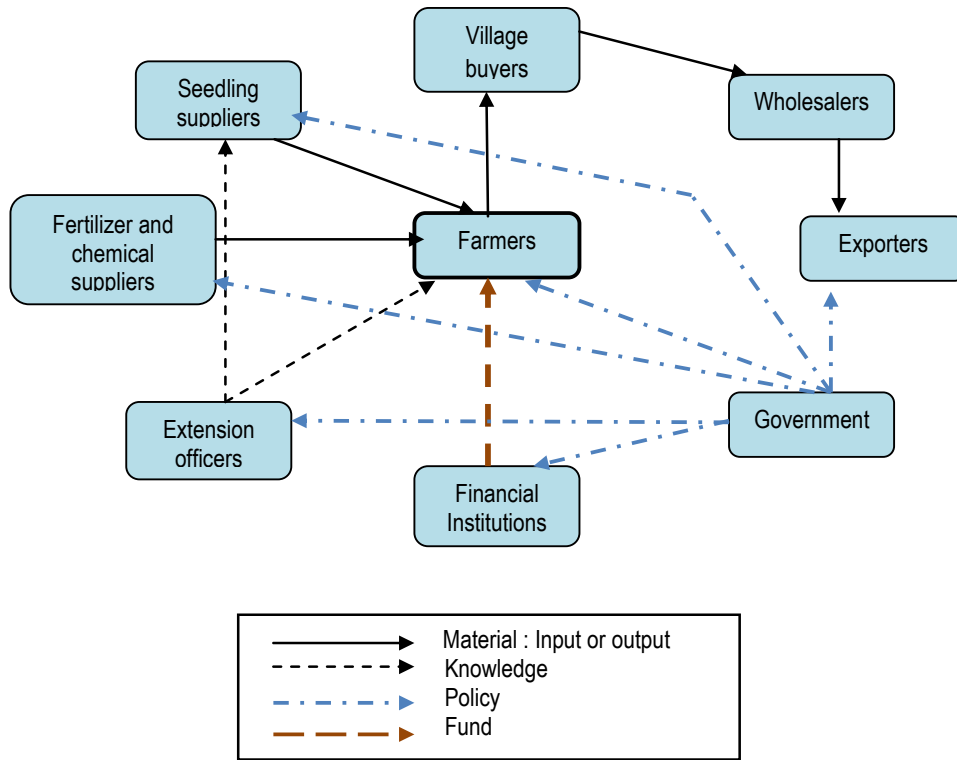 Village
buyers
Seedling
suppliers
Wholesalers
Fertilizer and
chemical
suppliers
Farmers
Exporters
Extension
officers
Government
Financial
Institutions
Material : Input or output
Knowledge
Policy
Fund